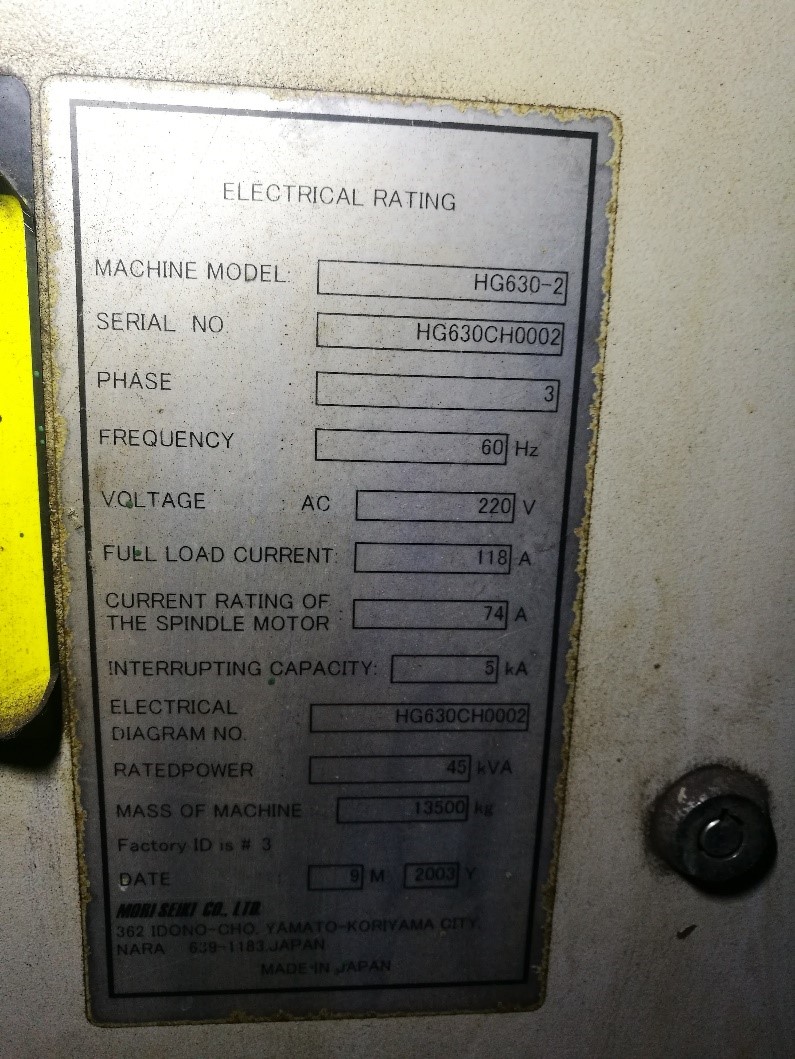 ELECTRICAL RATING
MACHINE MODEL: HG630-2
SERIAL NO : HG630CH0002
PHASE : 3
FREQUENCY : 60 Hz
VOLTAGE : AC 220 V
FULL LOAD CURRENT: 118 A
CURRENT RATING OF
THE SPINDLE MOTOR : 74 A
INTERRUPTING CAPACITY: 5 kA
ELECTRICAL
DIAGRAM NO. : HG630CH0002
RATEDPOWER : 45 kVA
MASS OF MACHINE : 13500 kg
Factory ID is # 3
DATE : 9 M 2003 Y
MORI SEIKI CO., LTD.
362 IDONO-CHO, YAMATO-KORIYAMA CITY,
NARA 639-1183,JAPAN
MADE IN JAPAN